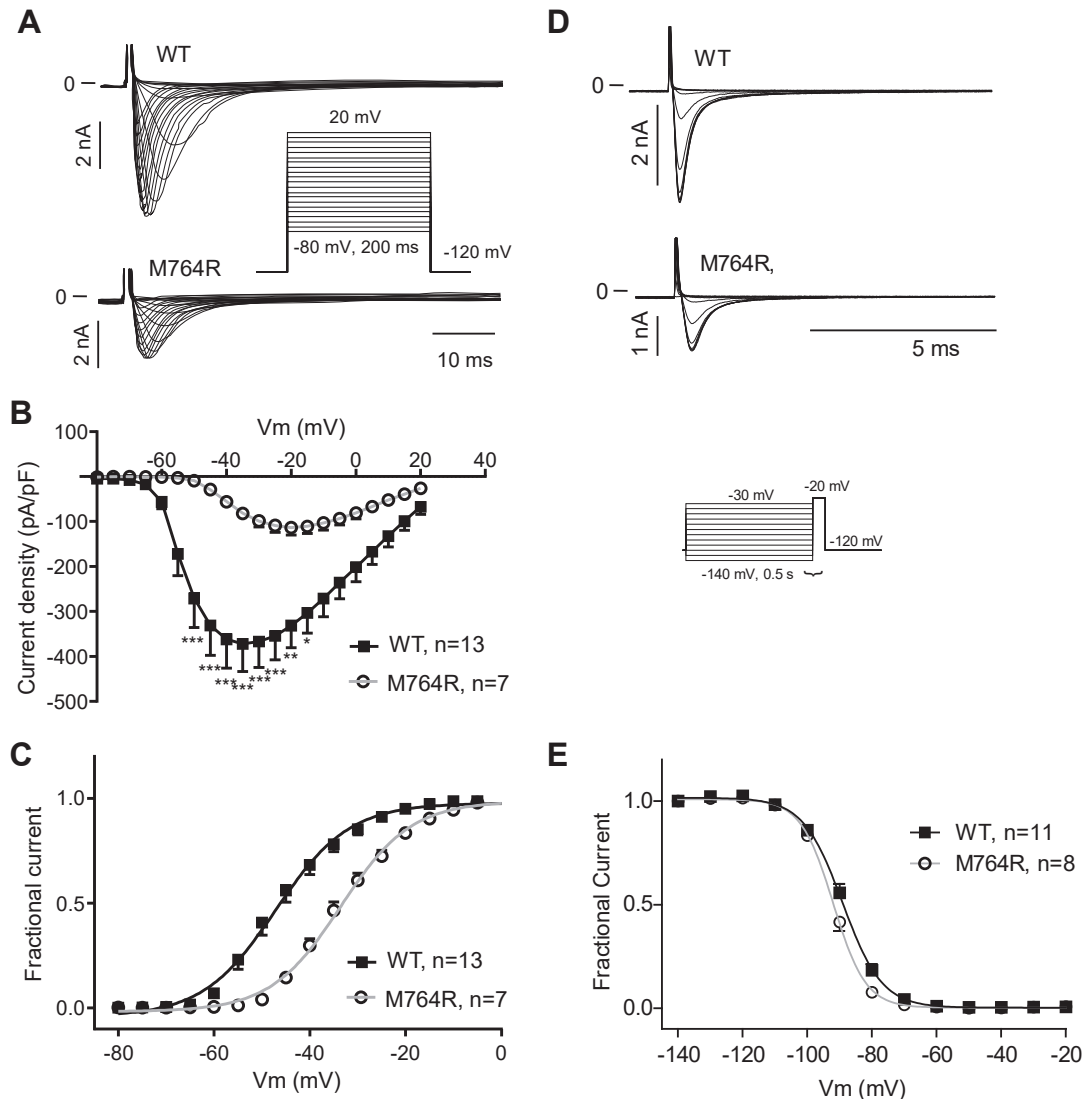 A
WT
0
2 nA
20 mV
-80 mV, 200 ms
-120 mV
M764R
0
2 nA
10 ms
D
WT
0
2 nA
M764R,
0
1 nA
5 ms
B
Vm (mV)
100
-60 -40 -20 0 20 40
-100
-200
-300
-400
-500
Current density (pA/pF)
***
***
***
***
***
***
**
*
WT, n=13
M764R, n=7
-30 mV
-20 mV
-120 mV
-140 mV, 0.5 s
C
1.0
0.5
0.0
Fractional current
WT, n=13
M764R, n=7
-80 -60 -40 -20 0
Vm (mV)
E
1.0
0.5
0.0
Fractional Current
WT, n=11
M764R, n=8
-140 -120 -100 -80 -60 -40 -20
Vm (mV)